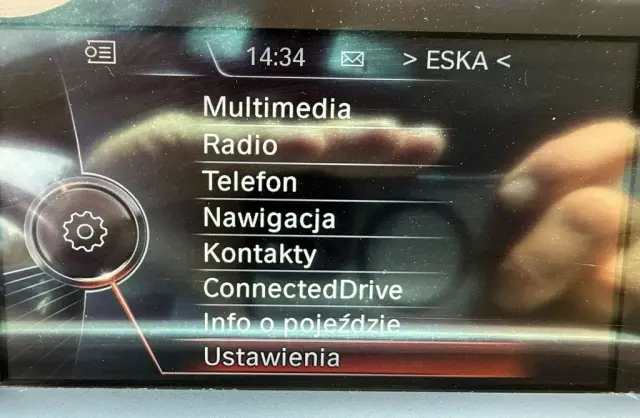 14:34 > ESKA <
Multimedia
Radio
Telefon
Nawigacja
Kontakty
ConnectedDrive
Info o pojeździe
Ustawienia